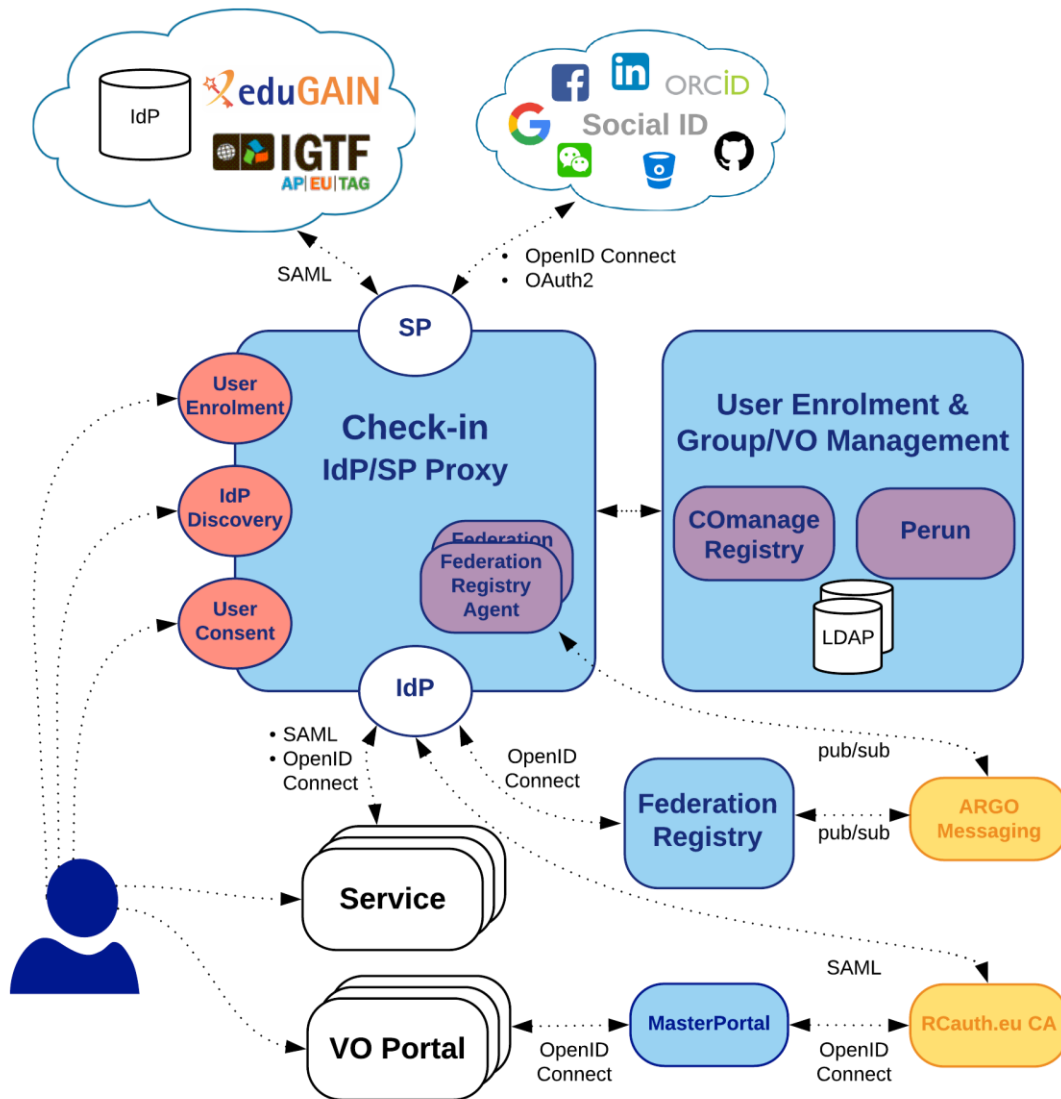 IdP
eduGAIN
IGTF
AP|EU|TAG
in
ORCID
Social ID
SAML
• OpenID Connect
• OAuth2
SP
User
Enrolment
Check-in
IdP/SP Proxy
IdP
Discovery
Federation
Federation
Registry
Agent
User
Consent
IdP
User Enrolment &
Group/VO Management
COmanage
Registry
Perun
LDAP
• SAML
• OpenID
Connect
OpenID
Connect
pub/sub
Federation
Registry
pub/sub
ARGO
Messaging
Service
SAML
VO Portal
OpenID
Connect
MasterPortal
OpenID
Connect
RCauth.eu CA